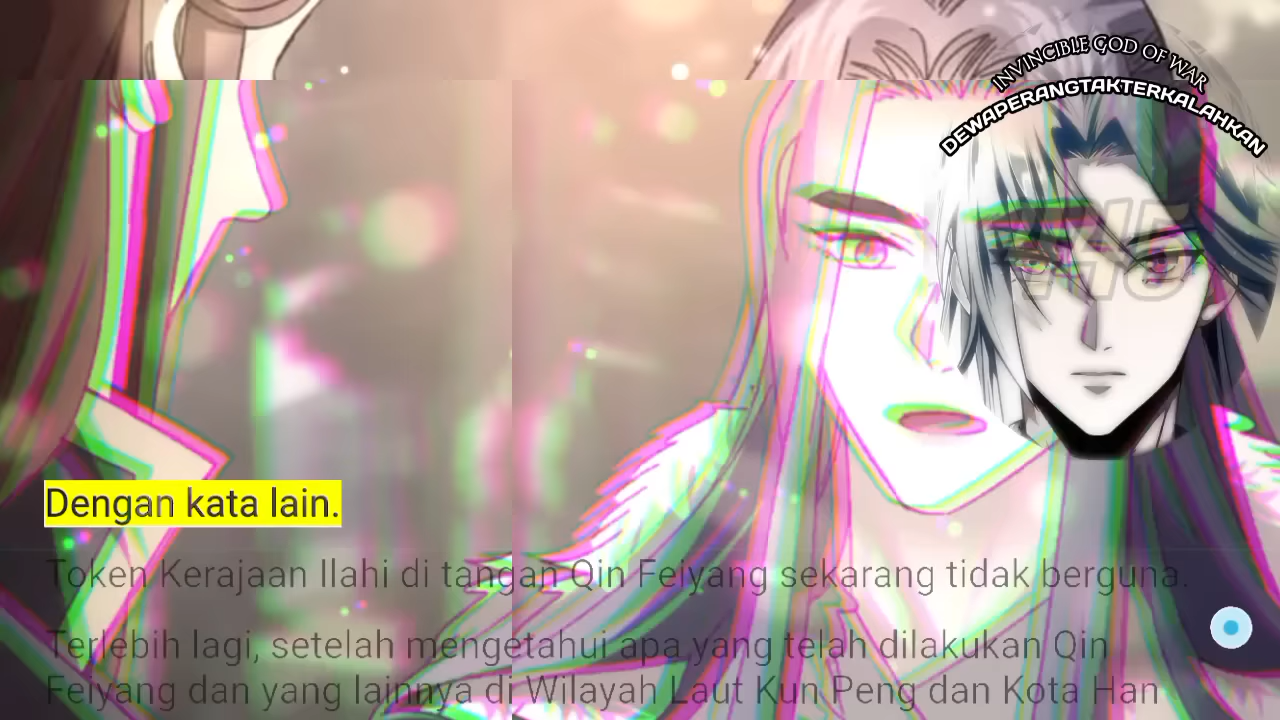 INVINCIBLE GOD OF WAR
DEWAPERANGTAKTERKALAHKAN
Dengan kata lain.
Token Kerajaan Ilahi di tangan Qin Feiyang sekarang tidak berguna.
Terlebih lagi, setelah mengetahui apa yang telah dilakukan Qin
Feiyang dan yang lainnya di Wilayah Laut Kun Peng dan Kota Han